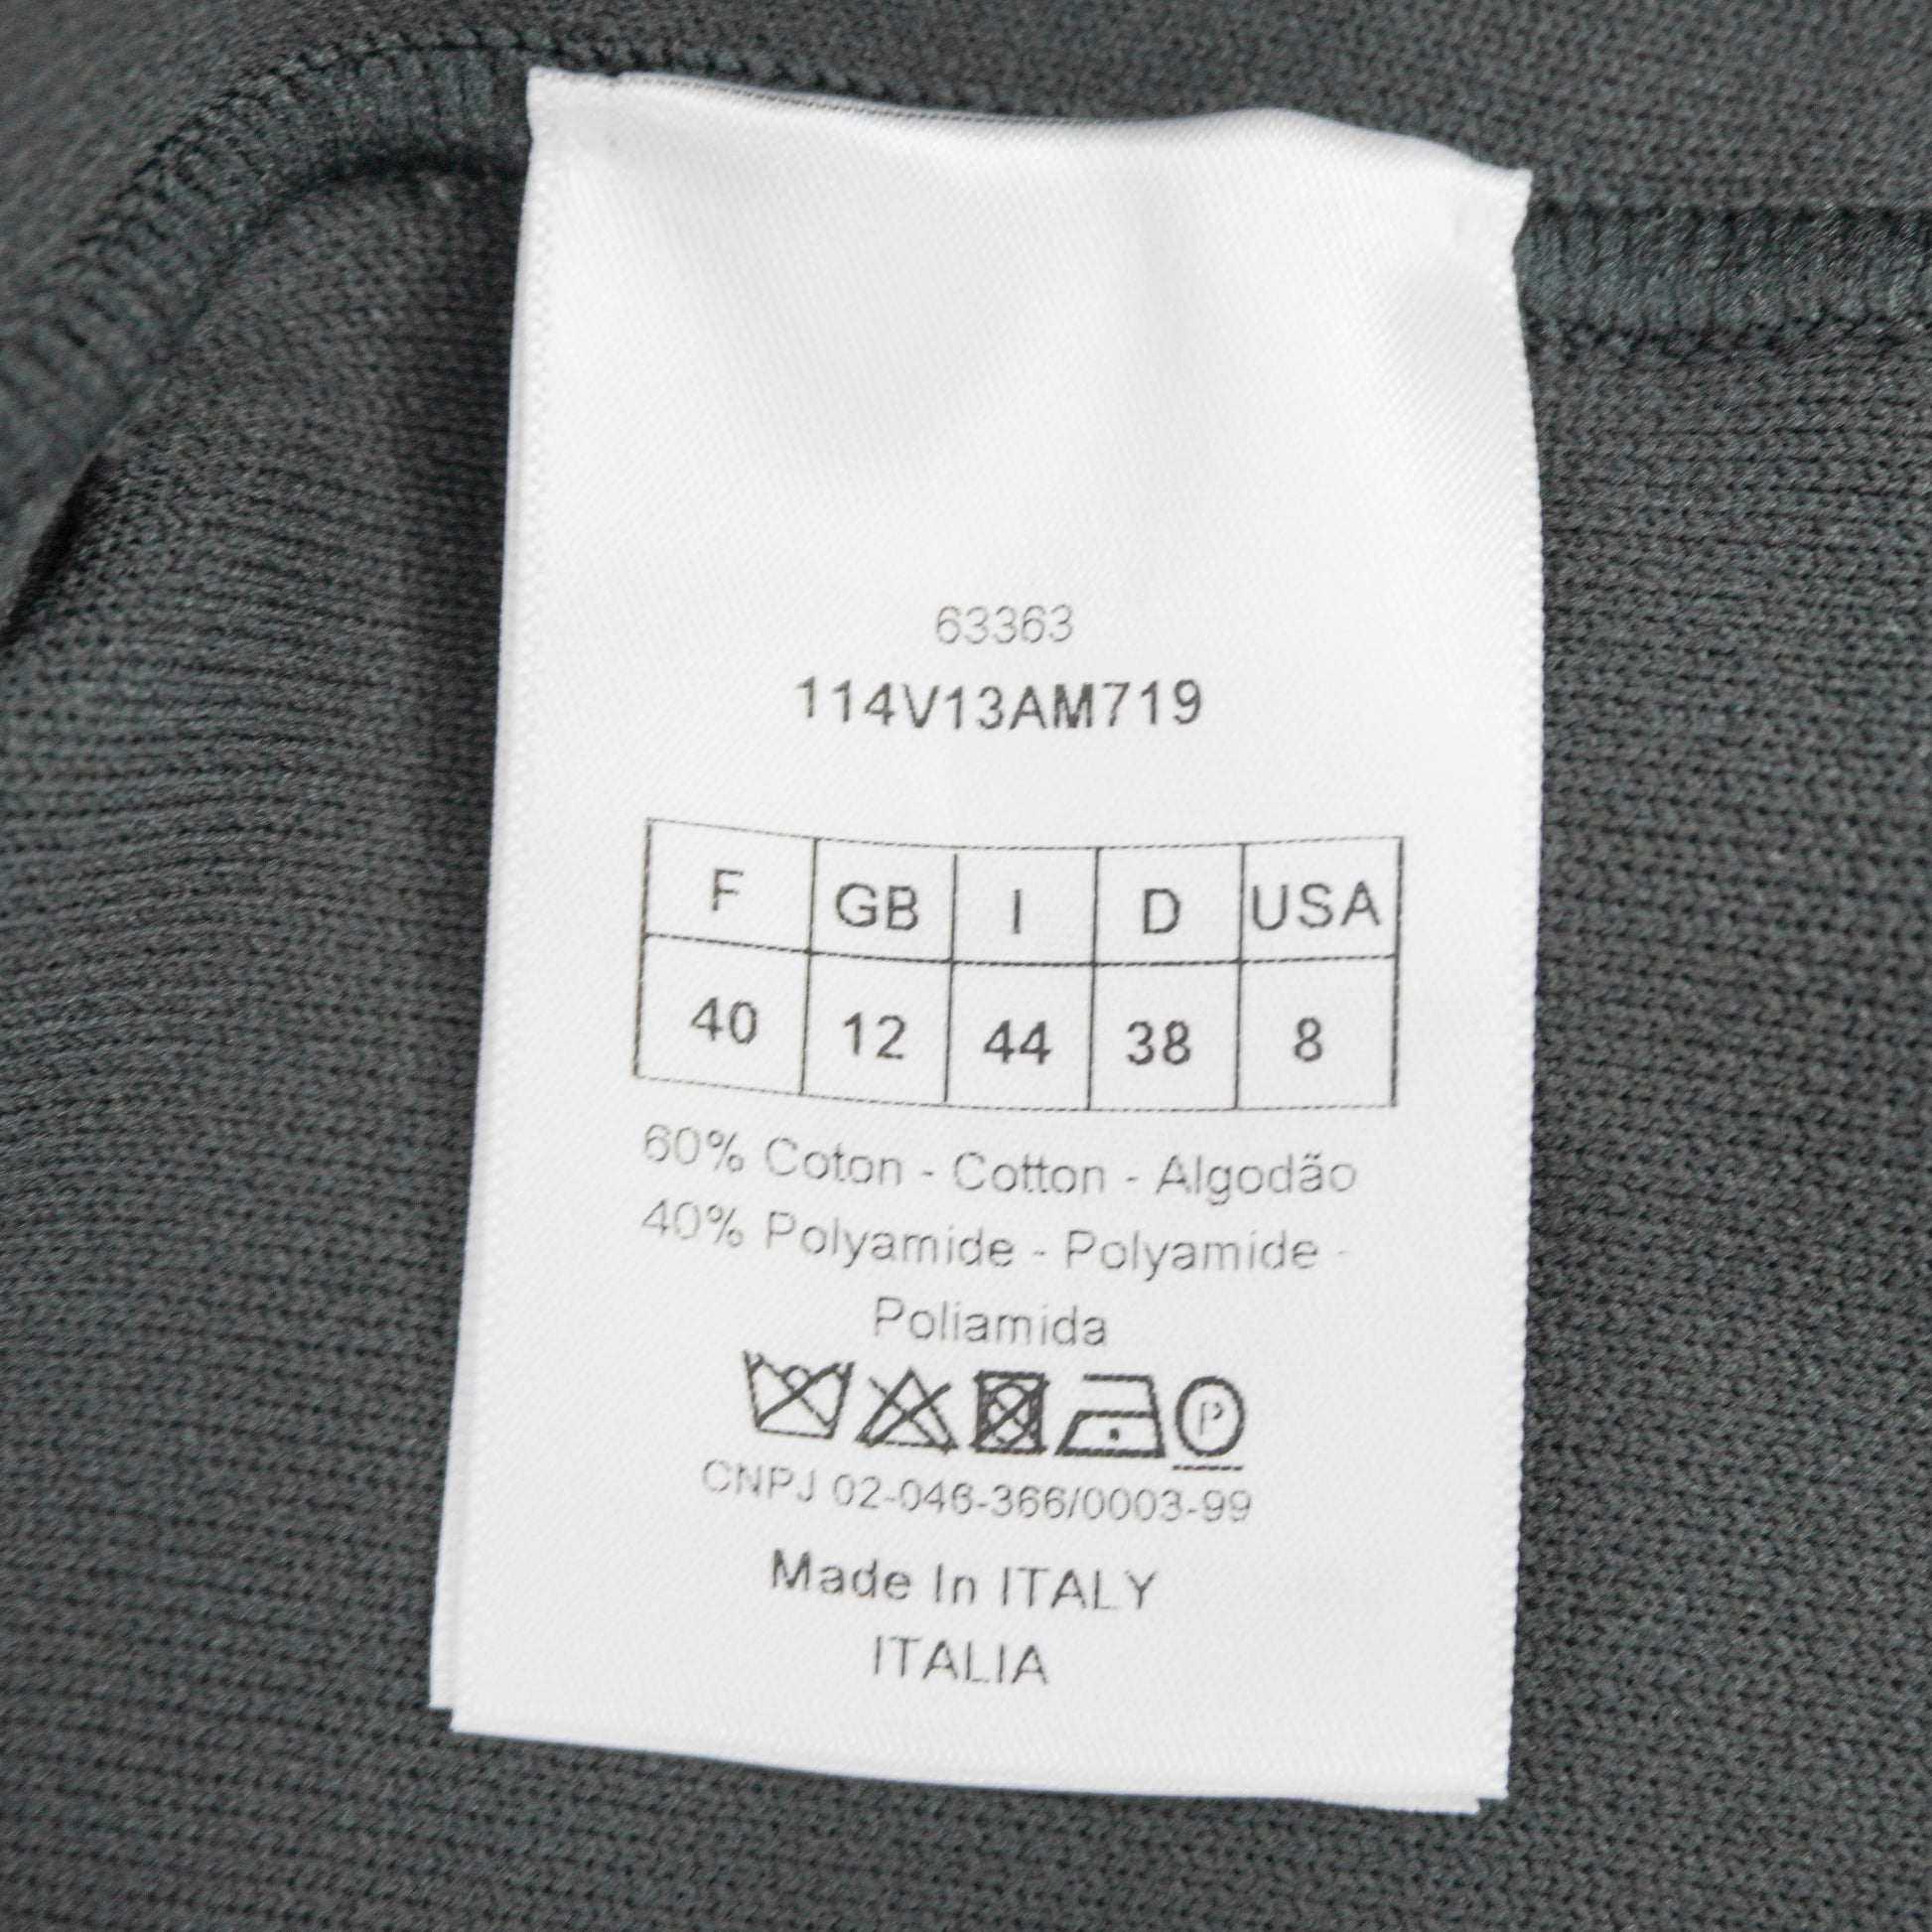 63363
114V13AM719
F GB I D USA
40 12 44 38 8
60% Coton - Cotton - Algodão
40% Polyamide - Polyamide -
Poliamida
P
CNPJ 02-046-366/0003-99
Made In ITALY
ITALIA